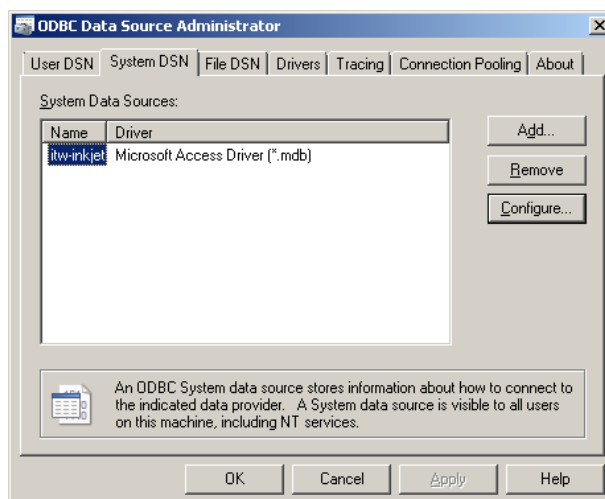 ODBC Data Source Administrator
User DSN System DSN File DSN Drivers Tracing Connection Pooling About
System Data Sources:
Name Driver
itw-inkjet Microsoft Access Driver (*.mdb)
Add...
Remove
Configure...
An ODBC System data source stores information about how to connect to
the indicated data provider. A System data source is visible to all users
on this machine, including NT services.
OK Cancel Apply Help